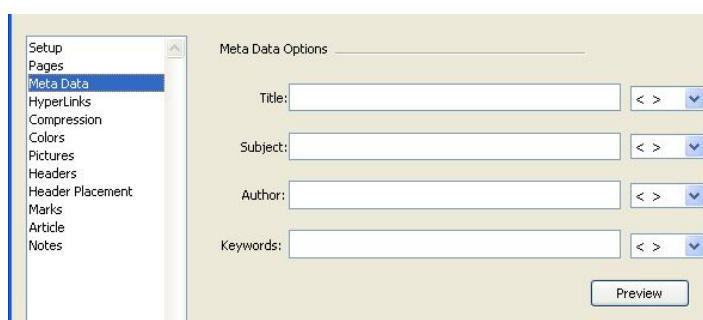 Setup
Pages
Meta Data
HyperLinks
Compression
Colors
Pictures
Headers
Header Placement
Marks
Article
Notes
Meta Data Options
Title: < >
Subject: < >
Author: < >
Keywords: < >
Preview